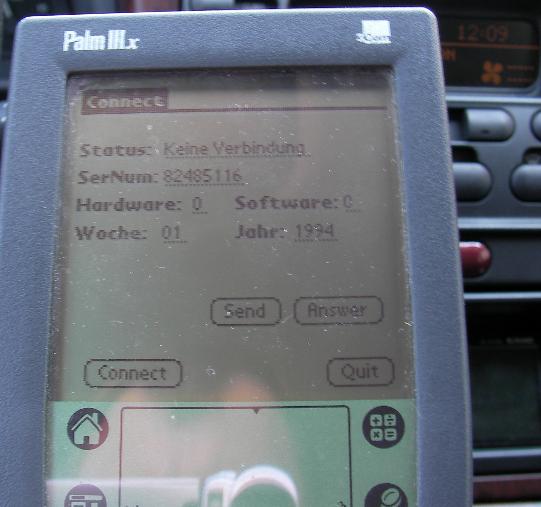 12:09
Palm IIIx
3Com
Connect
Status: Keine Verbindung
SerNum: 82485116
Hardware: 0 Software: 0
Woche: 01 Jahr: 1994
Send Answer
Connect Quit